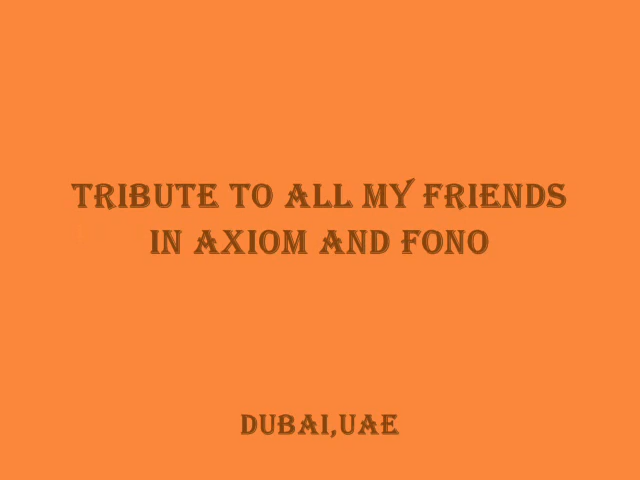 TRIBUTE TO ALL MY FRIENDS
IN AXIOM AND FONO
DUBAI,UAE